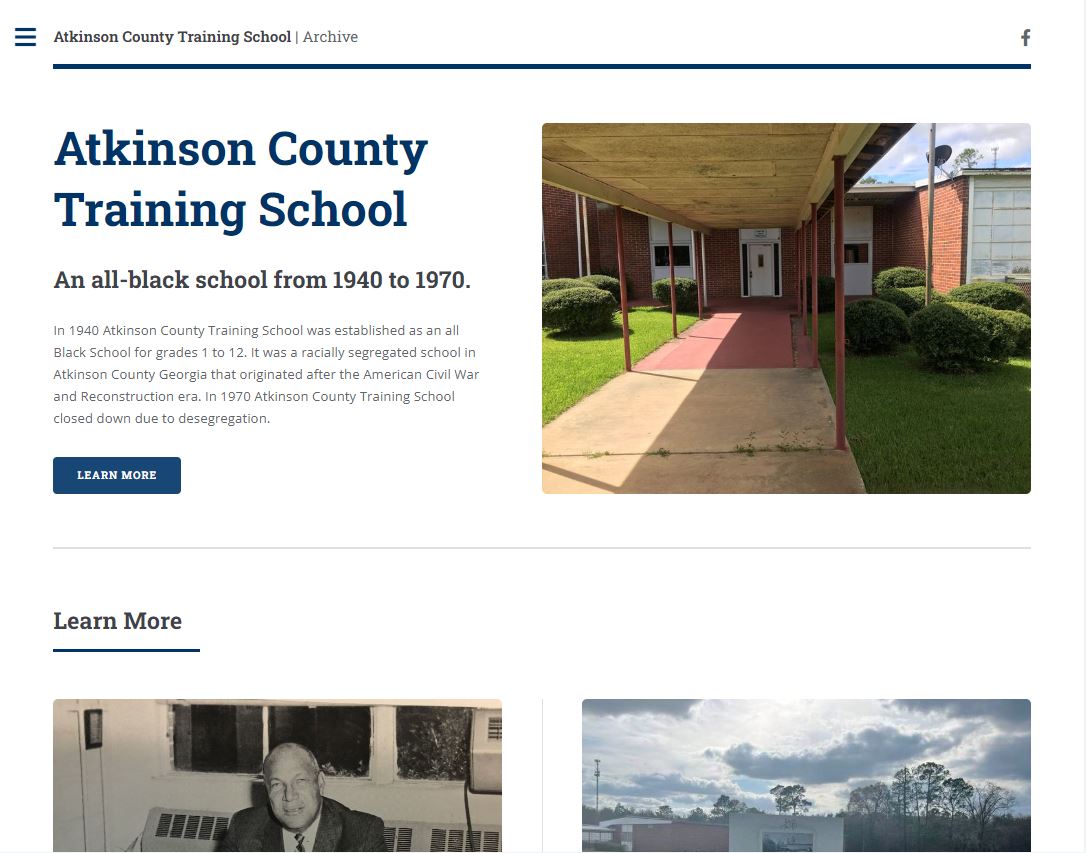 Atkinson County Training School | Archive
Atkinson County
Training School
An all-black school from 1940 to 1970.
In 1940 Atkinson County Training School was established as an all
Black School for grades 1 to 12. It was a racially segregated school in
Atkinson County Georgia that originated after the American Civil War
and Reconstruction era. In 1970 Atkinson County Training School
closed down due to desegregation.
LEARN MORE
Learn More